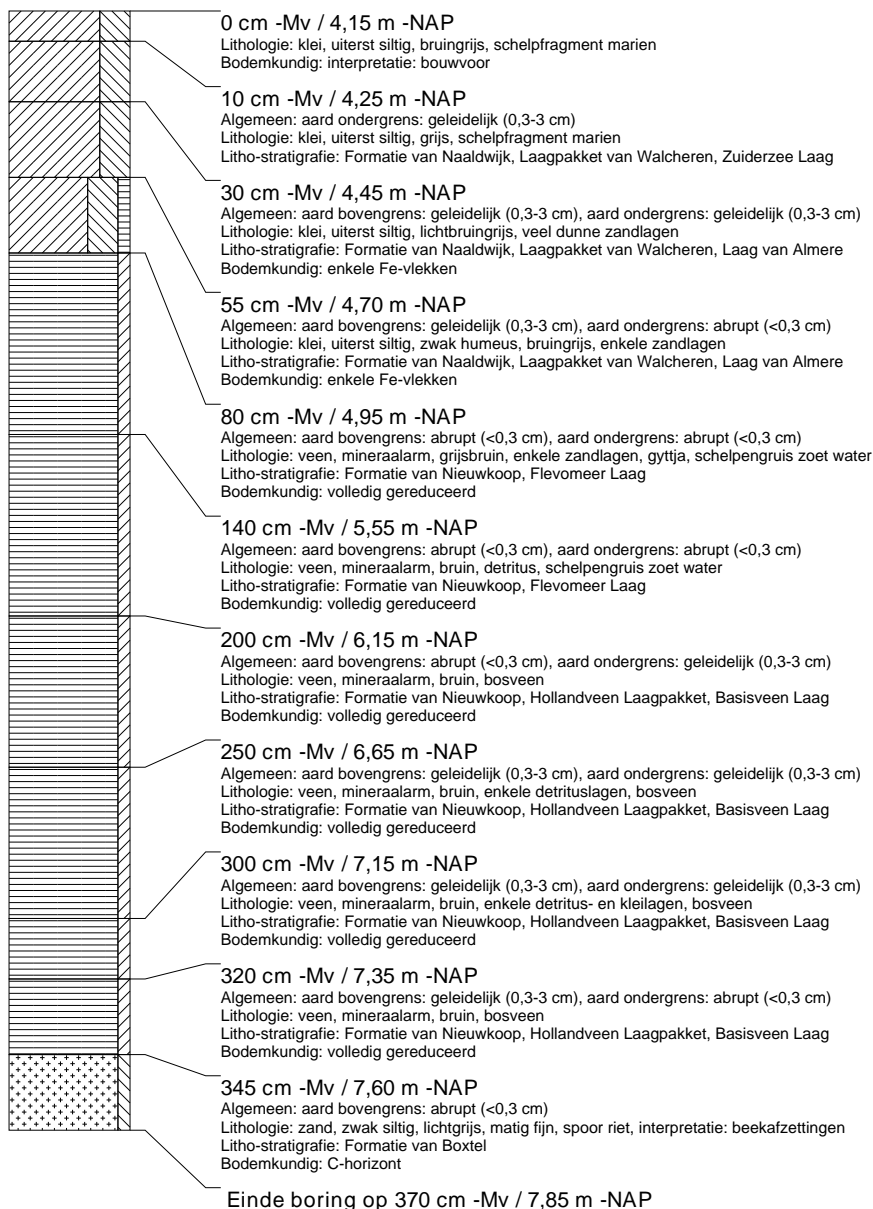 0 cm -Mv / 4,15 m -NAP
Lithologie: klei, uiterst siltig, bruingrijs, schelpfragment marien
Bodemkundig: interpretatie: bouwvoor
10 cm -Mv / 4,25 m -NAP
Algemeen: aard ondergrens: geleidelijk (0,3-3 cm)
Lithologie: klei, uiterst siltig, grijs, schelpfragment marien
Litho-stratigrafie: Formatie van Naaldwijk, Laagpakket van Walcheren, Zuiderzee Laag
30 cm -Mv / 4,45 m -NAP
Algemeen: aard bovengrens: geleidelijk (0,3-3 cm), aard ondergrens: geleidelijk (0,3-3 cm)
Lithologie: klei, uiterst siltig, lichtbruingrijs, veel dunne zandlagen
Litho-stratigrafie: Formatie van Naaldwijk, Laagpakket van Walcheren, Laag van Almere
Bodemkundig: enkele Fe-vlekken
55 cm -Mv / 4,70 m -NAP
Algemeen: aard bovengrens: geleidelijk (0,3-3 cm), aard ondergrens: abrupt (<0,3 cm)
Lithologie: klei, uiterst siltig, zwak humeus, bruingrijs, enkele zandlagen
Litho-stratigrafie: Formatie van Naaldwijk, Laagpakket van Walcheren, Laag van Almere
Bodemkundig: enkele Fe-vlekken
80 cm -Mv / 4,95 m -NAP
Algemeen: aard bovengrens: abrupt (<0,3 cm), aard ondergrens: abrupt (<0,3 cm)
Lithologie: veen, mineraalarm, grijsbruin, enkele zandlagen, gyttja, schelpengruis zoet water
Litho-stratigrafie: Formatie van Nieuwkoop, Flevomeer Laag
Bodemkundig: volledig gereduceerd
140 cm -Mv / 5,55 m -NAP
Algemeen: aard bovengrens: abrupt (<0,3 cm), aard ondergrens: abrupt (<0,3 cm)
Lithologie: veen, mineraalarm, bruin, detritus, schelpengruis zoet water
Litho-stratigrafie: Formatie van Nieuwkoop, Flevomeer Laag
Bodemkundig: volledig gereduceerd
200 cm -Mv / 6,15 m -NAP
Algemeen: aard bovengrens: abrupt (<0,3 cm), aard ondergrens: geleidelijk (0,3-3 cm)
Lithologie: veen, mineraalarm, bruin, bosveen
Litho-stratigrafie: Formatie van Nieuwkoop, Hollandveen Laagpakket, Basisveen Laag
Bodemkundig: volledig gereduceerd
250 cm -Mv / 6,65 m -NAP
Algemeen: aard bovengrens: geleidelijk (0,3-3 cm), aard ondergrens: geleidelijk (0,3-3 cm)
Lithologie: veen, mineraalarm, bruin, enkele detrituslagen, bosveen
Litho-stratigrafie: Formatie van Nieuwkoop, Hollandveen Laagpakket, Basisveen Laag
Bodemkundig: volledig gereduceerd
300 cm -Mv / 7,15 m -NAP
Algemeen: aard bovengrens: geleidelijk (0,3-3 cm), aard ondergrens: geleidelijk (0,3-3 cm)
Lithologie: veen, mineraalarm, bruin, enkele detritus- en kleilagen, bosveen
Litho-stratigrafie: Formatie van Nieuwkoop, Hollandveen Laagpakket, Basisveen Laag
Bodemkundig: volledig gereduceerd
320 cm -Mv / 7,35 m -NAP
Algemeen: aard bovengrens: geleidelijk (0,3-3 cm), aard ondergrens: abrupt (<0,3 cm)
Lithologie: veen, mineraalarm, bruin, bosveen
Litho-stratigrafie: Formatie van Nieuwkoop, Hollandveen Laagpakket, Basisveen Laag
Bodemkundig: volledig gereduceerd
345 cm -Mv / 7,60 m -NAP
Algemeen: aard bovengrens: abrupt (<0,3 cm)
Lithologie: zand, zwak siltig, lichtgrijs, matig fijn, spoor riet, interpretatie: beekafzettingen
Litho-stratigrafie: Formatie van Boxtel
Bodemkundig: C-horizont
Einde boring op 370 cm -Mv / 7,85 m -NAP